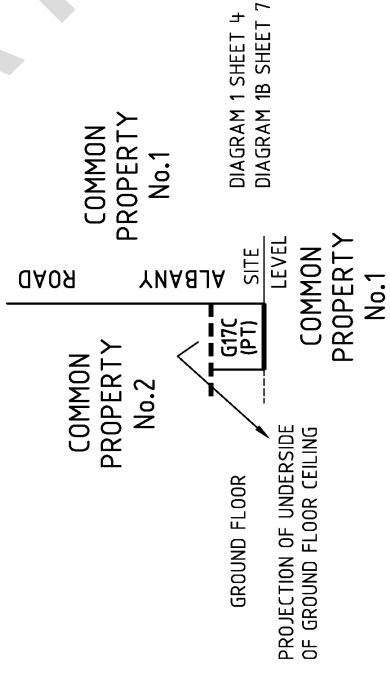 COMMON
PROPERTY
No.1
DIAGRAM 1 SHEET 4
DIAGRAM 1B SHEET 7
ALBANY ROAD
SITE
LEVEL
COMMON
PROPERTY
No.2
G17C
(PT)
COMMON
PROPERTY
No.1
GROUND FLOOR
PROJECTION OF UNDERSIDE
OF GROUND FLOOR CEILING